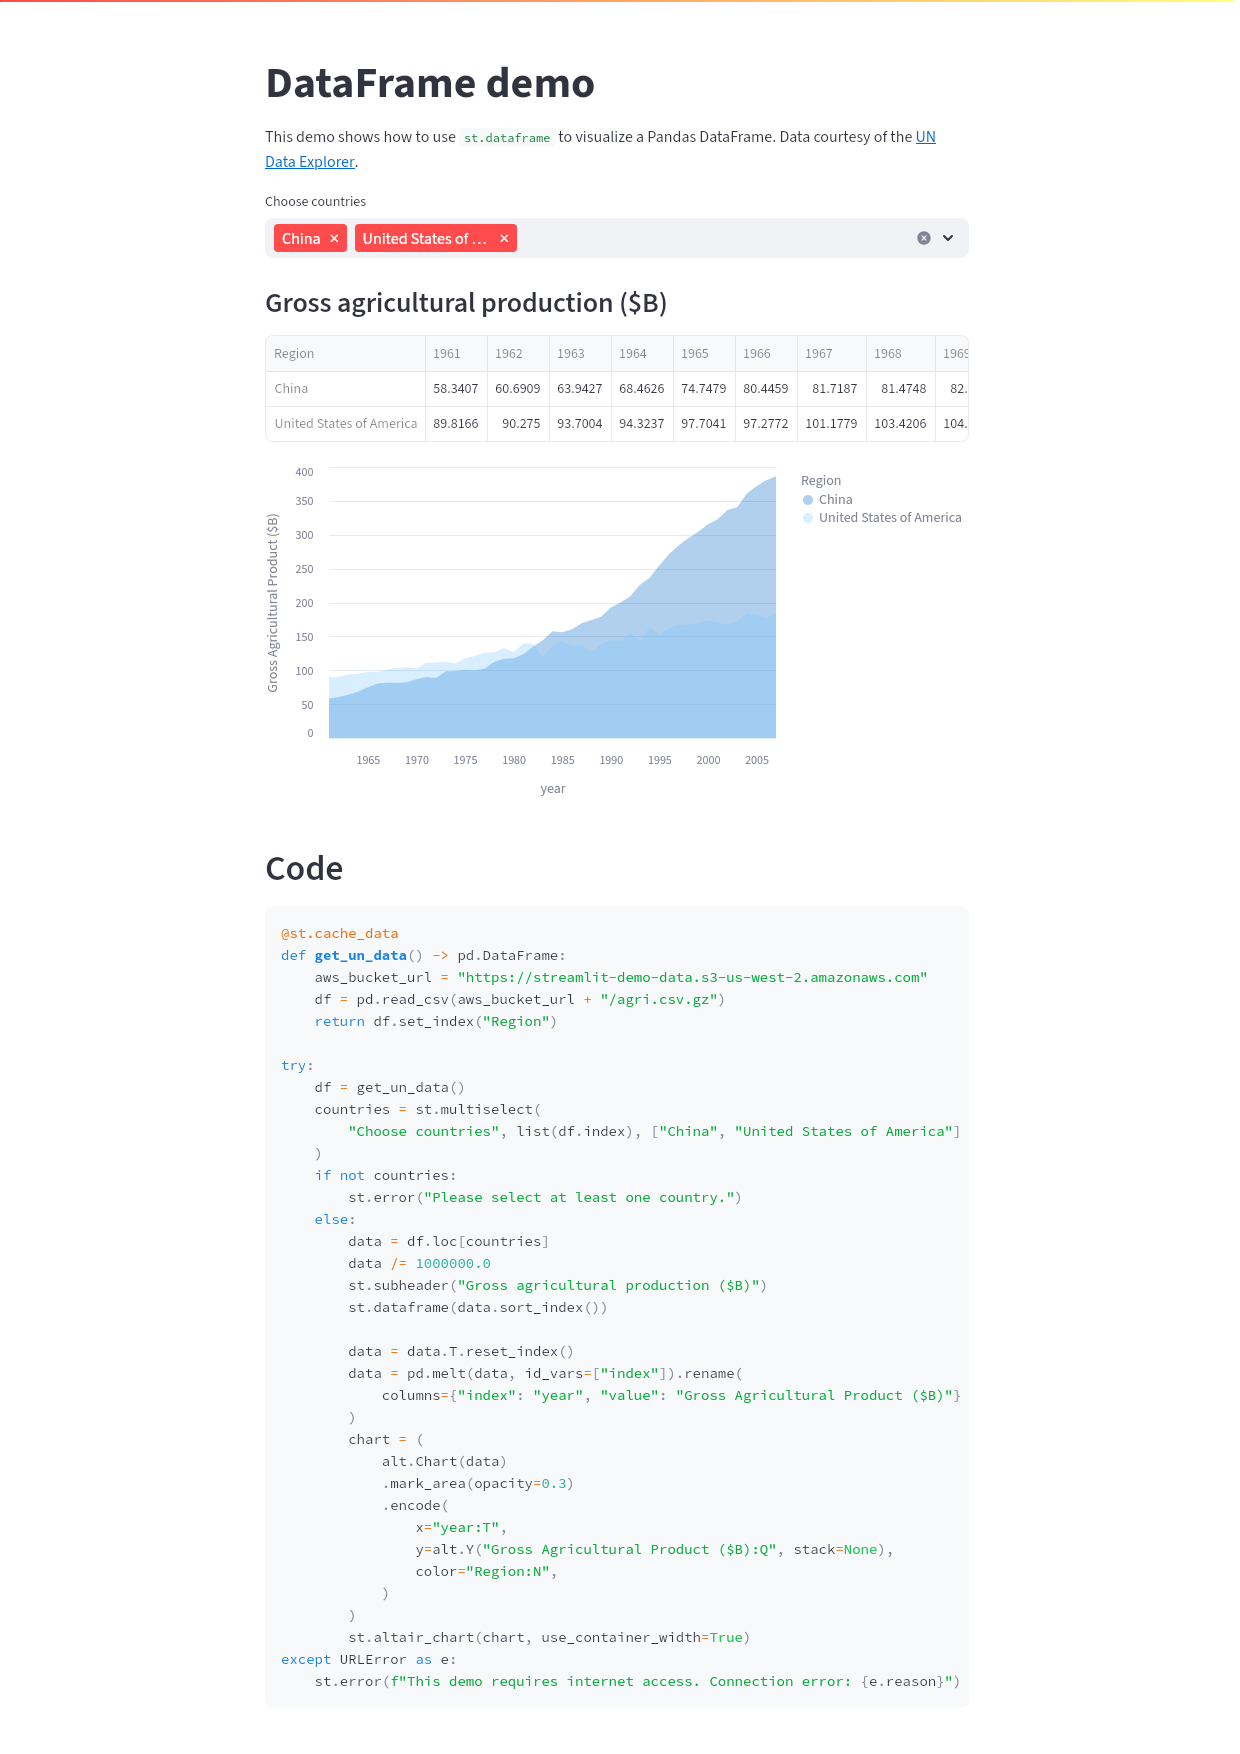 DataFrame demo
This demo shows how to use st.dataframe to visualize a Pandas DataFrame. Data courtesy of the UN
Data Explorer.
Choose countries
China × United States of … ×
Gross agricultural production ($B)
Region 1961 1962 1963 1964 1965 1966 1967 1968 1969
China 58.3407 60.6909 63.9427 68.4626 74.7479 80.4459 81.7187 81.4748 82.
United States of America 89.8166 90.275 93.7004 94.3237 97.7041 97.2772 101.1779 103.4206 104.
Gross Agricultural Product ($B)
400
350
300
250
200
150
100
50
0
1965 1970 1975 1980 1985 1990 1995 2000 2005
year
Region
China
United States of America
Code
@st.cache_data
def get_un_data() -> pd.DataFrame:
    aws_bucket_url = "https://streamlit-demo-data.s3-us-west-2.amazonaws.com"
    df = pd.read_csv(aws_bucket_url + "/agri.csv.gz")
    return df.set_index("Region")
try:
    df = get_un_data()
    countries = st.multiselect(
        "Choose countries", list(df.index), ["China", "United States of America"]
    )
    if not countries:
        st.error("Please select at least one country.")
    else:
        data = df.loc[countries]
        data /= 1000000.0
        st.subheader("Gross agricultural production ($B)")
        st.dataframe(data.sort_index())
        data = data.T.reset_index()
        data = pd.melt(data, id_vars=["index"]).rename(
            columns={"index": "year", "value": "Gross Agricultural Product ($B)"}
        )
        chart = (
            alt.Chart(data)
            .mark_area(opacity=0.3)
            .encode(
                x="year:T",
                y=alt.Y("Gross Agricultural Product ($B):Q", stack=None),
                color="Region:N",
            )
        )
        st.altair_chart(chart, use_container_width=True)
except URLError as e:
    st.error(f"This demo requires internet access. Connection error: {e.reason}")